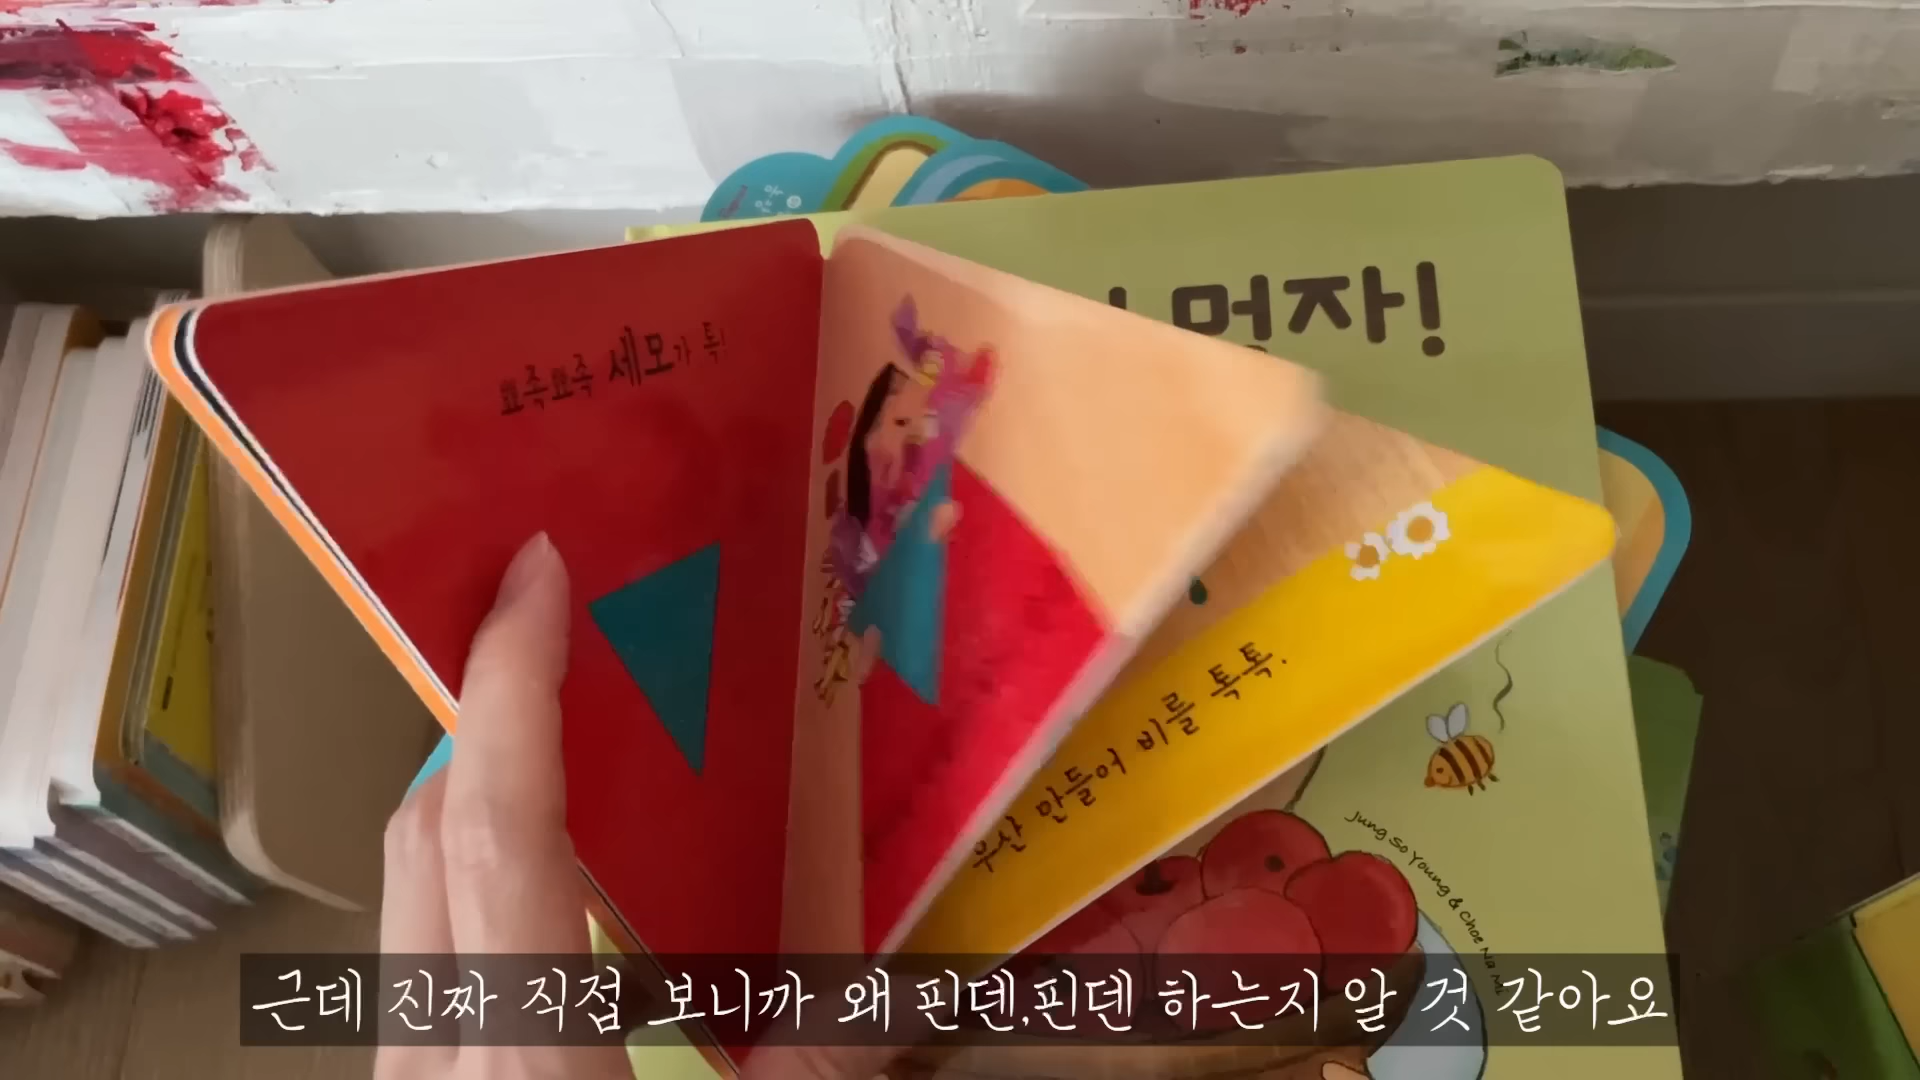 먹자!
뾰족뾰족 세모가 톡!
우산 만들어 비를 톡톡.
Jung So Young & Choe Na Mi
근데 진짜 직접 보니까 왜 핀덴,핀덴 하는지 알 것 같아요